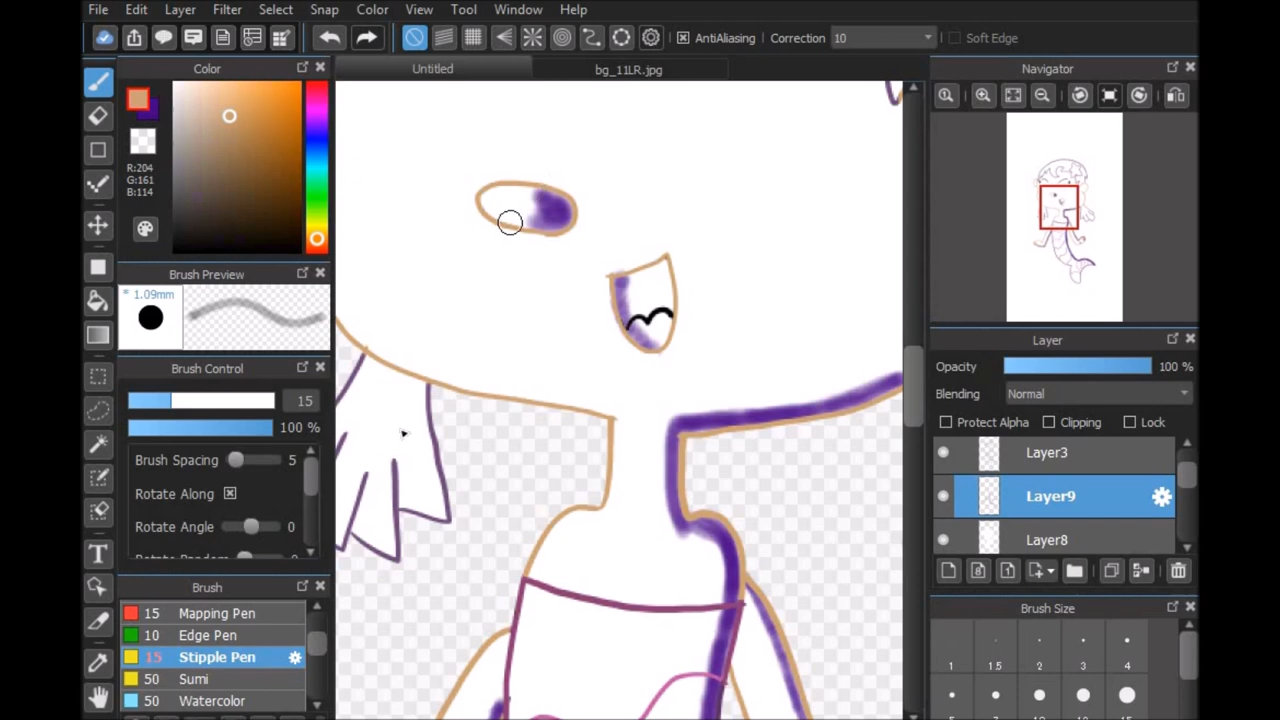 File Edit Layer Filter Select Snap Color View Tool Window Help
AntiAliasing Correction 10 Soft Edge
Color
Untitled
bg_11LR.jpg
Navigator
R:204
G:161
B:114
Brush Preview
* 1.09mm
Brush Control
15
100 %
Brush Spacing 5
Rotate Along
Rotate Angle 0
Brush
15 Mapping Pen
10 Edge Pen
15 Stipple Pen
50 Sumi
50 Watercolor
Layer
Opacity 100 %
Blending Normal
Protect Alpha Clipping Lock
Layer3
Layer9
Layer8
Brush Size
1 1.5 2 3 4